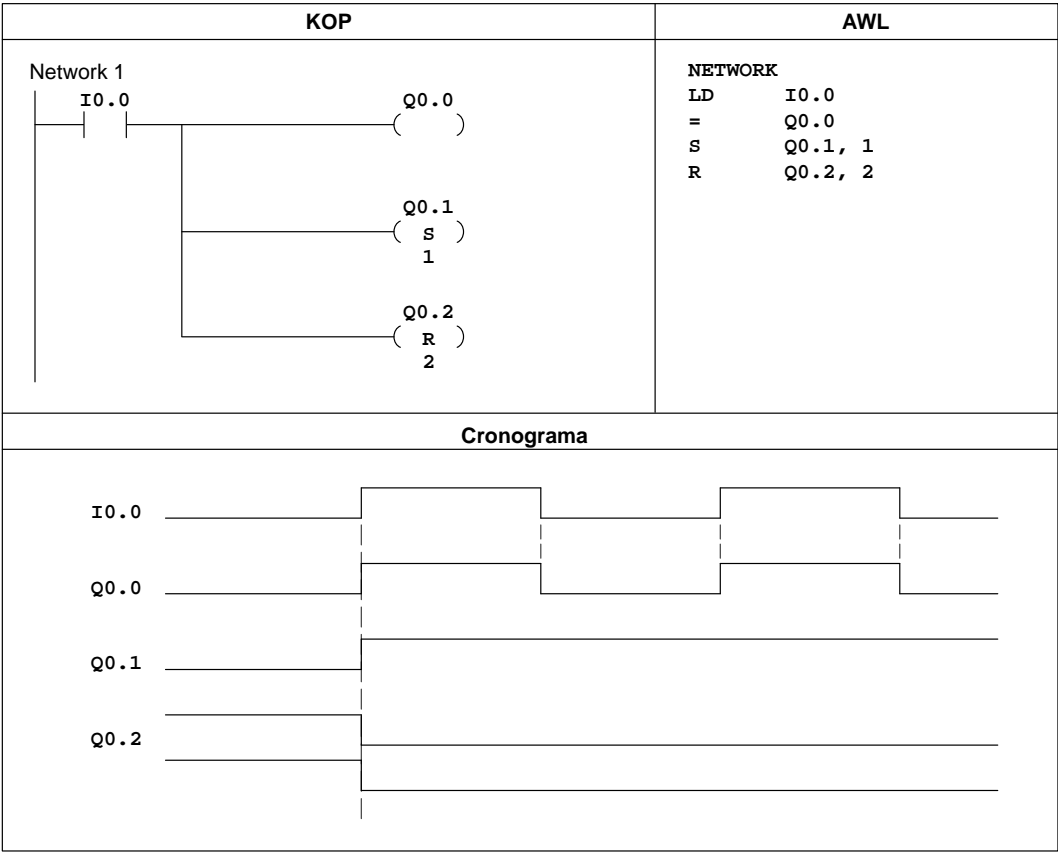 KOP
AWL
Network 1
I0.0
Q0.0
Q0.1
S
1
Q0.2
R
2
NETWORK
LD I0.0
= Q0.0
S Q0.1, 1
R Q0.2, 2
Cronograma
I0.0
Q0.0
Q0.1
Q0.2